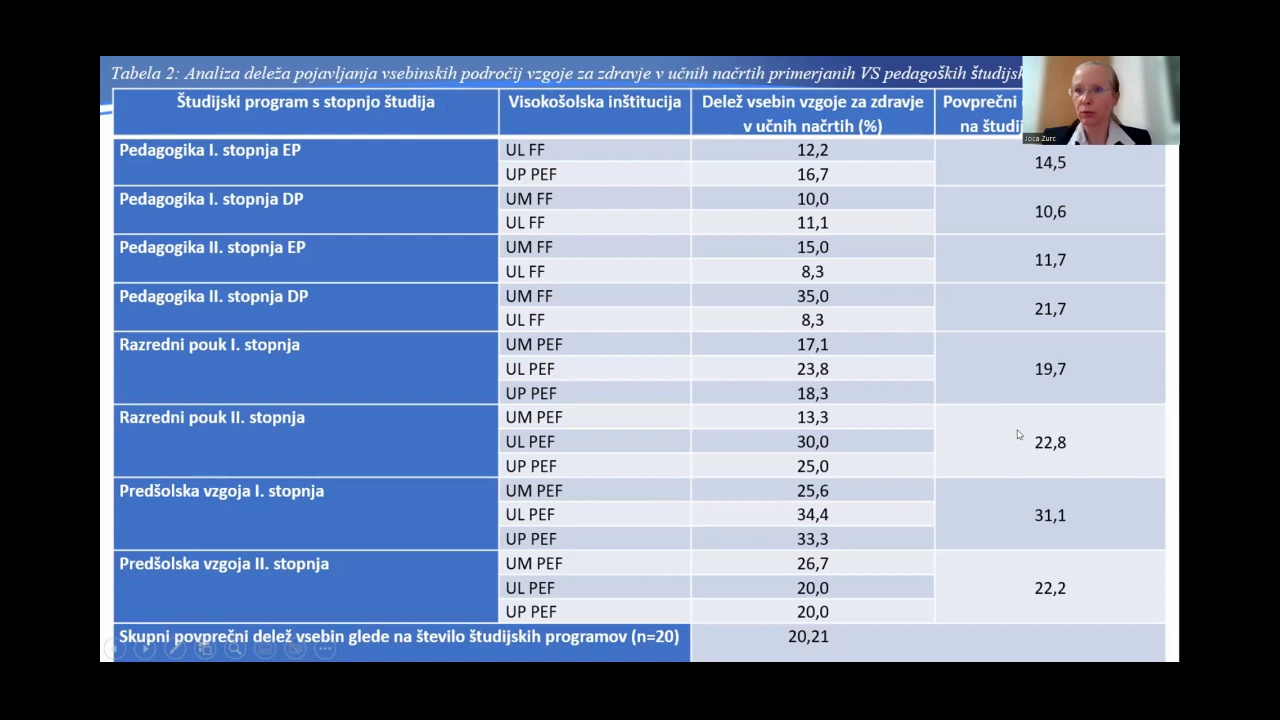 Tabela 2: Analiza deleža pojavljanja vsebinskih področij vzgoje za zdravje v učnih načrtih primerjanih VS pedagoških
Študijski program s stopnjo študija Visokošolska inštitucija Delež vsebin vzgoje za zdravje Povprečni
v učnih načrtih (%) na
Joca Zurc
Pedagogika I. stopnja EP UL FF 12,2 14,5
UP PEF 16,7
Pedagogika I. stopnja DP UM FF 10,0 10,6
UL FF 11,1
Pedagogika II. stopnja EP UM FF 15,0 11,7
UL FF 8,3
Pedagogika II. stopnja DP UM FF 35,0 21,7
UL FF 8,3
Razredni pouk I. stopnja UM PEF 17,1
UL PEF 23,8 19,7
UP PEF 18,3
Razredni pouk II. stopnja UM PEF 13,3
UL PEF 30,0 22,8
UP PEF 25,0
Predšolska vzgoja I. stopnja UM PEF 25,6
UL PEF 34,4 31,1
UP PEF 33,3
Predšolska vzgoja II. stopnja UM PEF 26,7
UL PEF 20,0 22,2
UP PEF 20,0
Skupni povprečni delež vsebin glede na število študijskih programov (n=20) 20,21